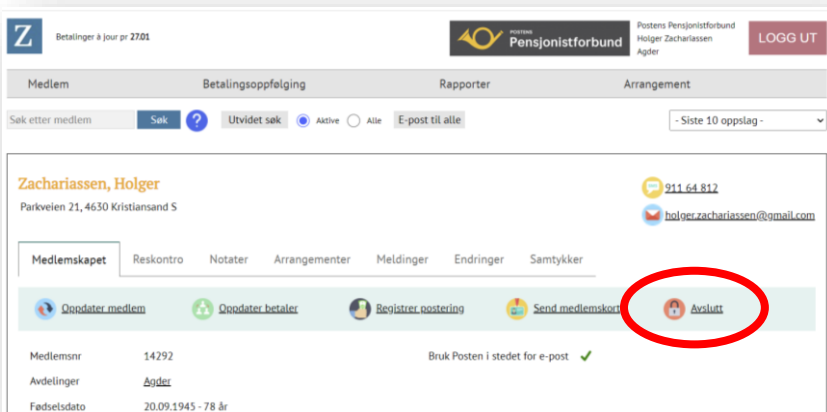 Z
Betalinger à jour pr 27.01
POSTENS
Pensjonistforbund
Postens Pensjonistforbund
Holger Zachariassen
Agder
LOGG UT
Medlem Betalingsoppfølging Rapporter Arrangement
Søk etter medlem Søk ? Utvidet søk Aktive Alle E-post til alle - Siste 10 oppslag -
Zachariassen, Holger
Parkveien 21, 4630 Kristiansand S
911 64 812
holger.zachariassen@gmail.com
Medlemskapet Reskontro Notater Arrangementer Meldinger Endringer Samtykker
Oppdater medlem Oppdater betaler Registrer postering Send medlemskort Avslutt
Medlemsnr 14292 Bruk Posten i stedet for e-post
Avdelinger Agder
Fødselsdato 20.09.1945 - 78 år